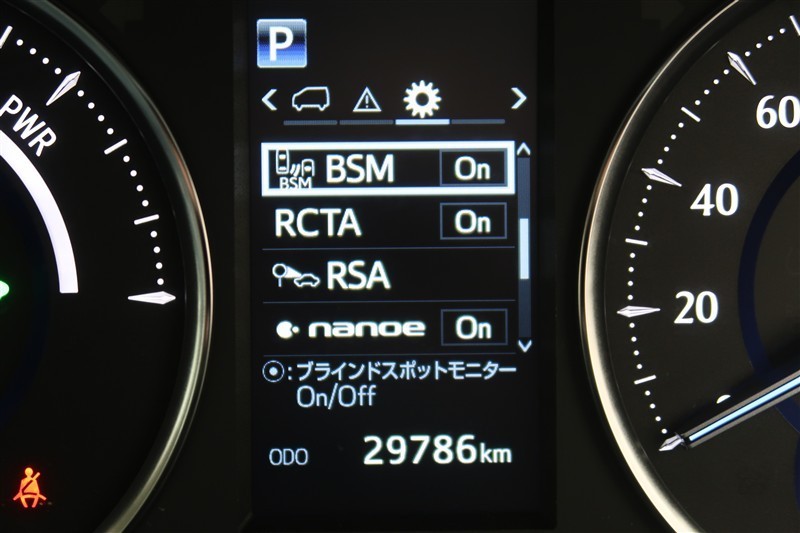 P
PWR
BSM BSM On
RCTA On
RSA
nanoe On
:ブラインドスポットモニター
On/Off
ODO 29786km
60
40
20